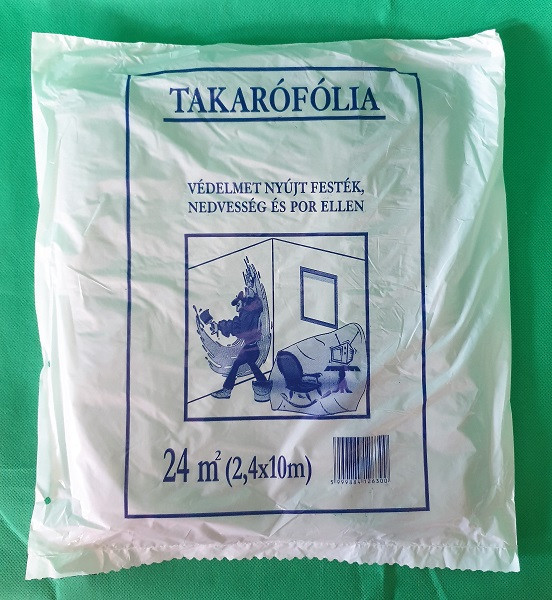 TAKARÓFÓLIA
VÉDELMET NYÚJT FESTÉK,
NEDVESSÉG ÉS POR ELLEN
24 m² (2,4x10m)